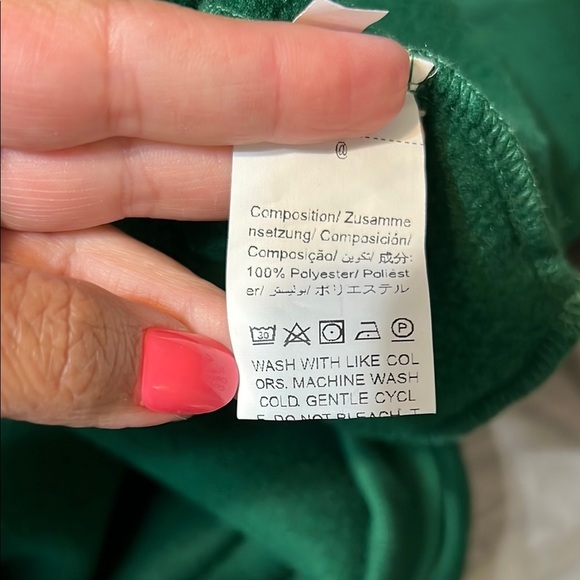 @
Composition/ Zusamme
nsetzung/ Composición/
Composição/ تكوين/ 成分:
100% Polyester/ Poliést
er/ بوليستر/ ポリエステル
30 P
WASH WITH LIKE COL
ORS. MACHINE WASH
COLD. GENTLE CYCL
E. DO NOT BLEACH. T